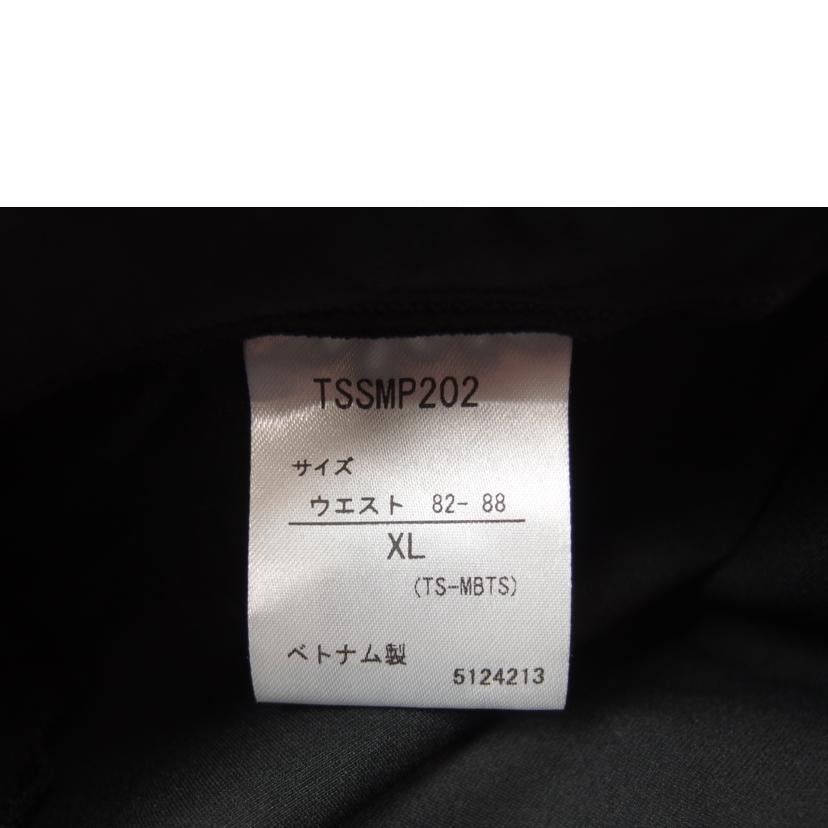 TSSMP202
サイズ
ウエスト 82- 88
XL
(TS-MBTS)
ベトナム製
5124213